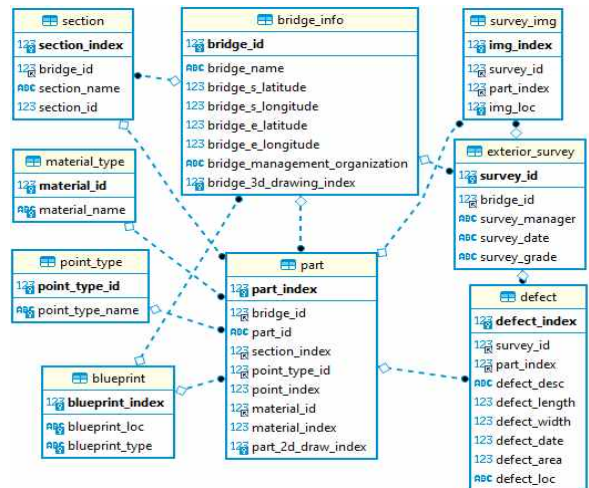 section
section_index
bridge_id
section_name
section_id
bridge_info
bridge_id
bridge_name
bridge_s_latitude
bridge_s_longitude
bridge_e_latitude
bridge_e_longitude
bridge_management_organization
bridge_3d_drawing_index
survey_img
img_index
survey_id
part_index
img_loc
material_type
material_id
material_name
exterior_survey
survey_id
bridge_id
survey_manager
survey_date
survey_grade
point_type
point_type_id
point_type_name
part
part_index
bridge_id
part_id
section_index
point_type_id
point_index
material_id
material_index
part_2d_draw_index
defect
defect_index
survey_id
part_index
defect_desc
defect_length
defect_width
defect_date
defect_area
defect_loc
blueprint
blueprint_index
blueprint_loc
blueprint_type